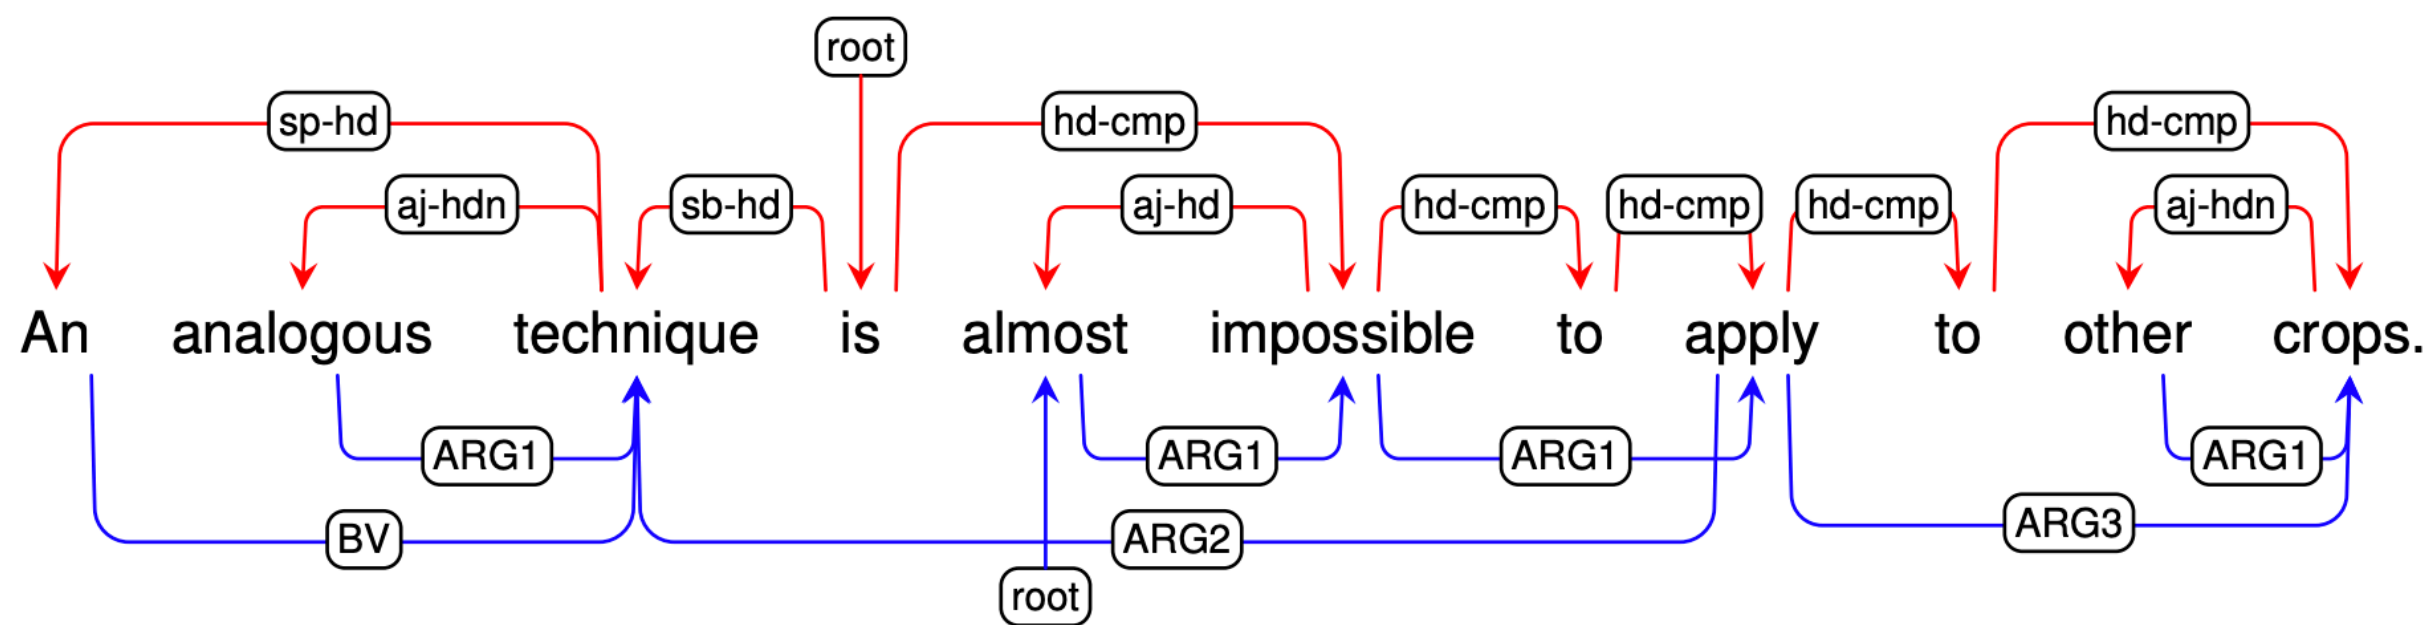 root
sp-hd hd-cmp hd-cmp
aj-hdn sb-hd aj-hd hd-cmp hd-cmp hd-cmp aj-hdn
An analogous technique is almost impossible to apply to other crops.
ARG1 ARG1 ARG1 ARG1
BV ARG2 ARG3
root